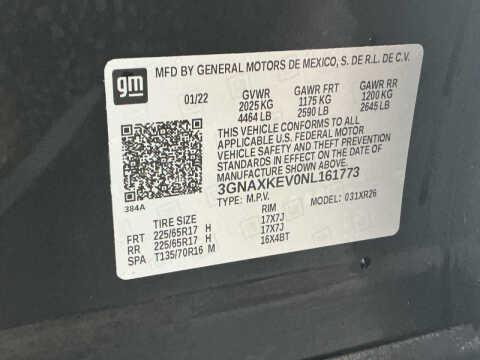 gm
MFD BY GENERAL MOTORS DE MEXICO, S. DE R.L. DE C.V.
01/22 GVWR GAWR FRT GAWR RR
2025 KG 1175 KG 1200 KG
4464 LB 2590 LB 2645 LB
THIS VEHICLE CONFORMS TO ALL
APPLICABLE U.S. FEDERAL MOTOR
VEHICLE SAFETY AND THEFT PREVENTION
STANDARDS IN EFFECT ON THE DATE OF
MANUFACTURE SHOWN ABOVE.
3GNAXKEV0NL161773
384A TYPE: M.P.V. MODEL: 031XR26
TIRE SIZE RIM
FRT 225/65R17 H 17X7J
RR 225/65R17 H 17X7J
SPA T135/70R16 M 16X4BT